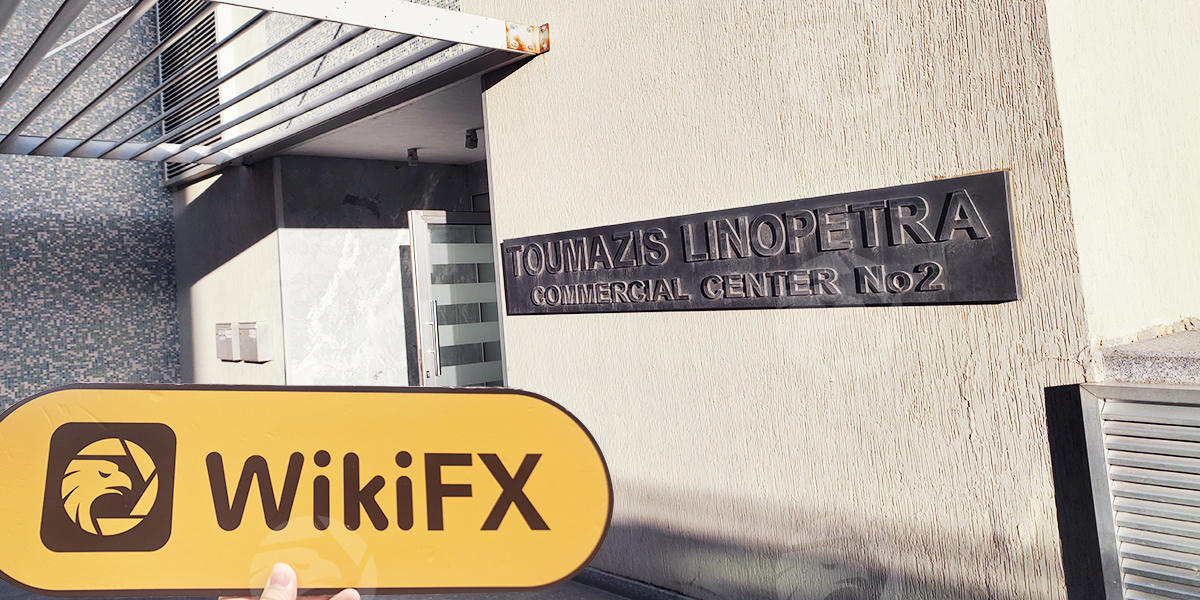 TOUMAZIS LINOPETRA
COMMERCIAL CENTER No2
WikiFX